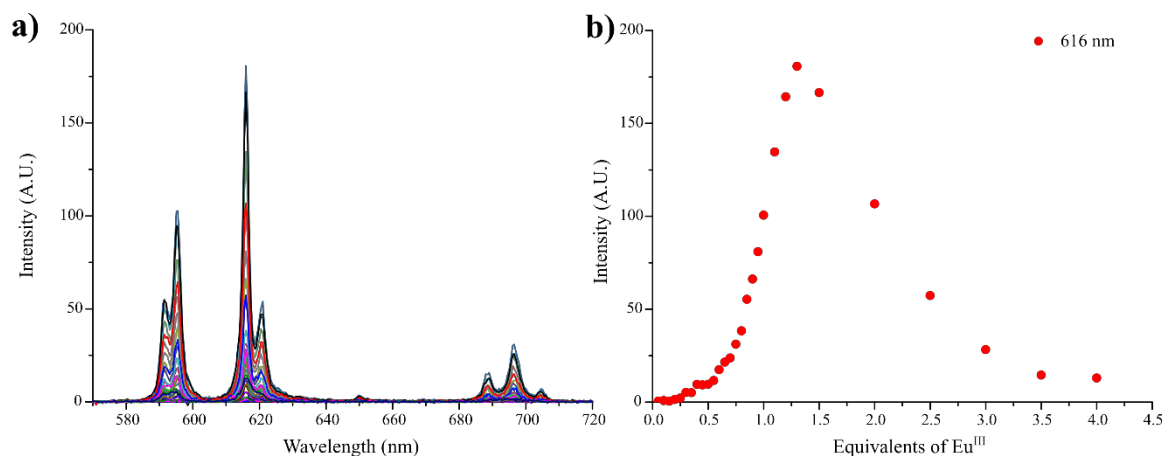 a)
200
150
100
50
0
Intensity (A.U.)
580 600 620 640 660 680 700 720
Wavelength (nm)
b)
616 nm
200
150
100
50
0
Intensity (A.U.)
0.0 0.5 1.0 1.5 2.0 2.5 3.0 3.5 4.0 4.5
Equivalents of Eu^III